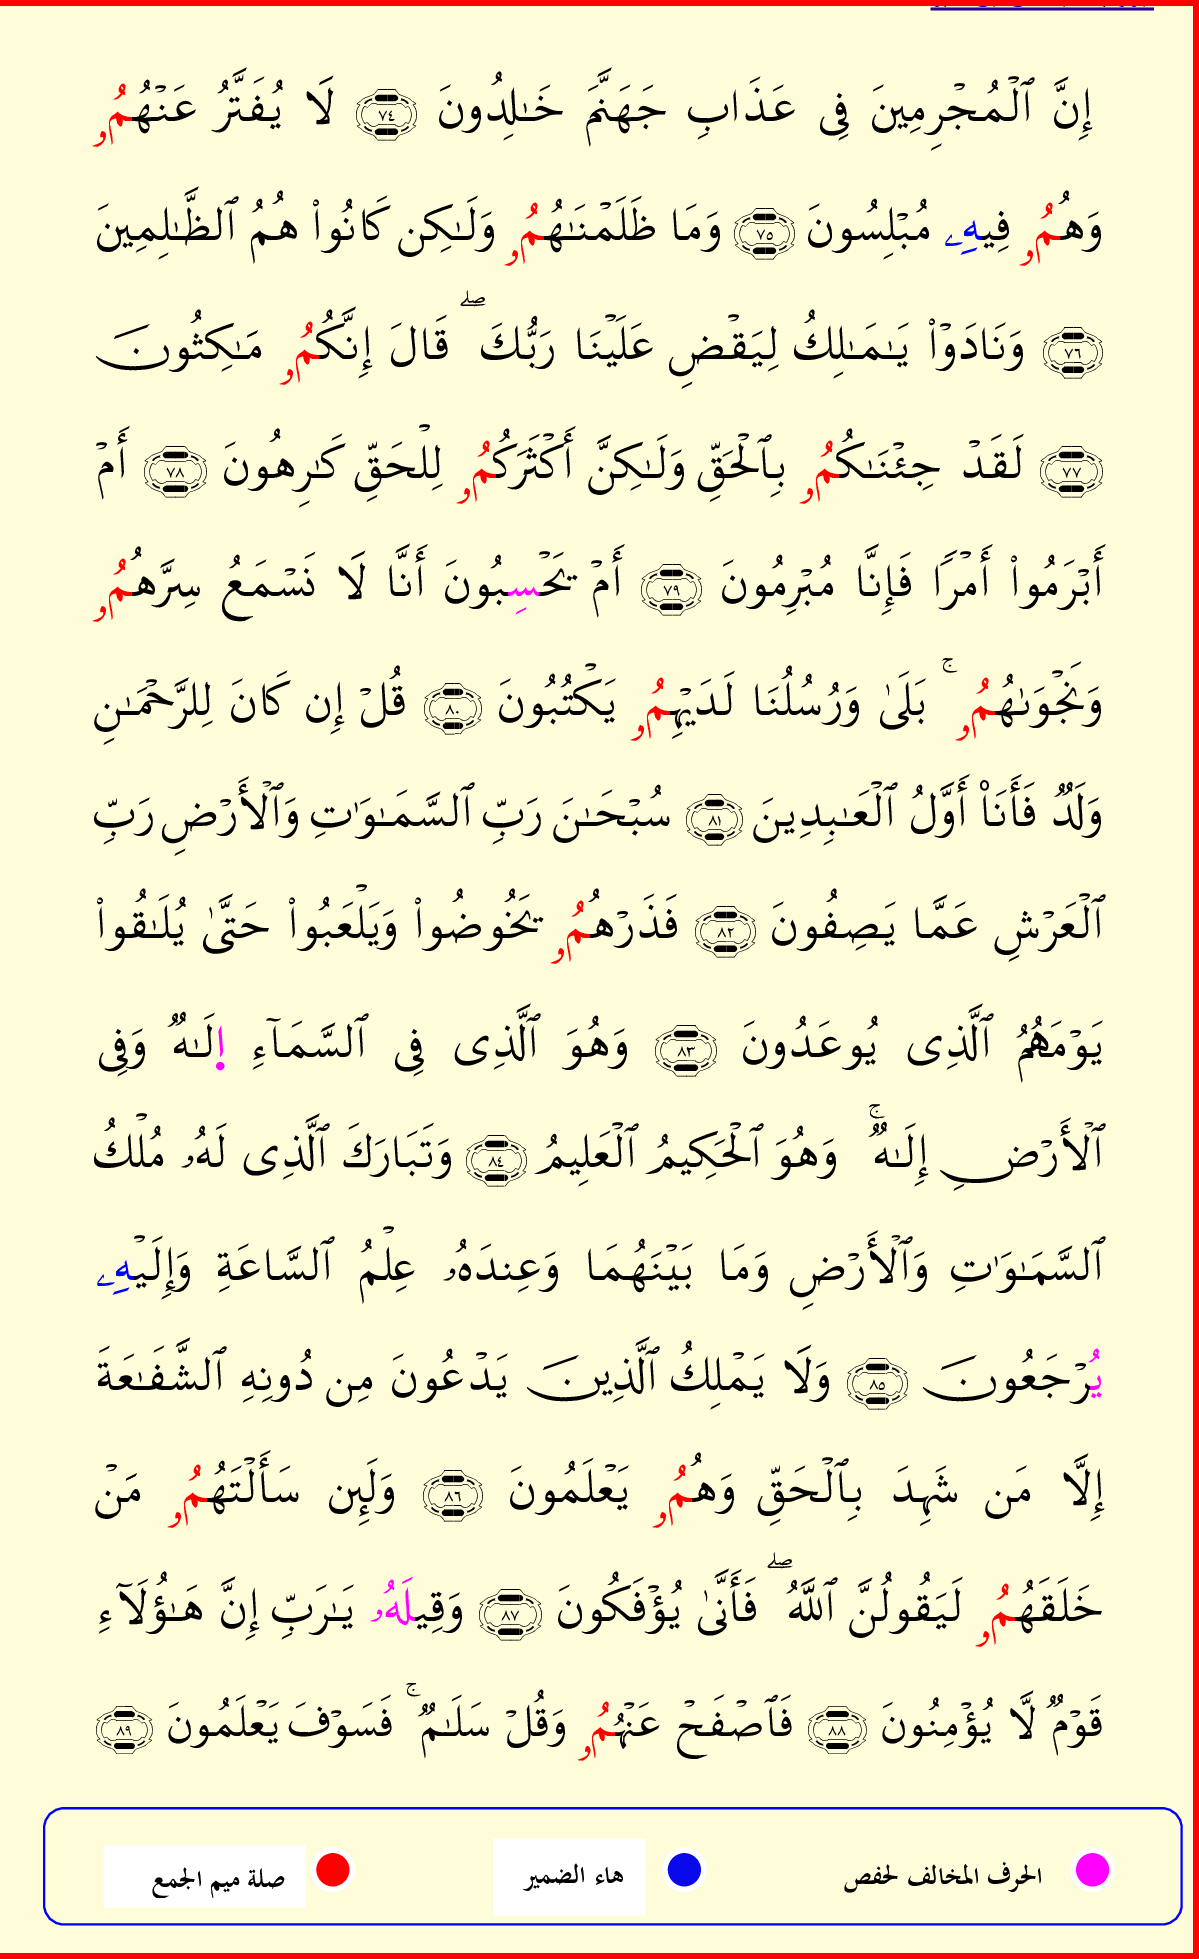 إِنَّ ٱلْمُجْرِمِينَ فِى عَذَابِ جَهَنَّمَ خَـٰلِدُونَ ٧٤ لَا يُفَتَّرُ عَنْهُمُۥ
وَهُمُۥ فِيهِۦ مُبْلِسُونَ ٧٥ وَمَا ظَلَمْنَـٰهُمُۥ وَلَـٰكِن كَانُوا۟ هُمُ ٱلظَّـٰلِمِينَ
٧٦ وَنَادَوْا۟ يَـٰمَـٰلِكُ لِيَقْضِ عَلَيْنَا رَبُّكَ ۖ قَالَ إِنَّكُمُۥ مَـٰكِثُونَ
٧٧ لَقَدْ جِئْنَـٰكُمُۥ بِٱلْحَقِّ وَلَـٰكِنَّ أَكْثَرَكُمُۥ لِلْحَقِّ كَـٰرِهُونَ ٧٨ أَمْ
أَبْرَمُوا۟ أَمْرًا فَإِنَّا مُبْرِمُونَ ٧٩ أَمْ يَحْسِبُونَ أَنَّا لَا نَسْمَعُ سِرَّهُمُۥ
وَنَجْوَىٰهُمُۥ ۚ بَلَىٰ وَرُسُلُنَا لَدَيْهِمُۥ يَكْتُبُونَ ٨٠ قُلْ إِن كَانَ لِلرَّحْمَـٰنِ
وَلَدٌ فَأَنَا۠ أَوَّلُ ٱلْعَـٰبِدِينَ ٨١ سُبْحَـٰنَ رَبِّ ٱلسَّمَـٰوَٰتِ وَٱلْأَرْضِ رَبِّ
ٱلْعَرْشِ عَمَّا يَصِفُونَ ٨٢ فَذَرْهُمُۥ يَخُوضُوا۟ وَيَلْعَبُوا۟ حَتَّىٰ يُلَـٰقُوا۟
يَوْمَهُمُ ٱلَّذِى يُوعَدُونَ ٨٣ وَهُوَ ٱلَّذِى فِى ٱلسَّمَآءِ إِلَـٰهٌ وَفِى
ٱلْأَرْضِ إِلَـٰهٌ ۚ وَهُوَ ٱلْحَكِيمُ ٱلْعَلِيمُ ٨٤ وَتَبَارَكَ ٱلَّذِى لَهُۥ مُلْكُ
ٱلسَّمَـٰوَٰتِ وَٱلْأَرْضِ وَمَا بَيْنَهُمَا وَعِندَهُۥ عِلْمُ ٱلسَّاعَةِ وَإِلَيْهِۦ
يُرْجَعُونَ ٨٥ وَلَا يَمْلِكُ ٱلَّذِينَ يَدْعُونَ مِن دُونِهِ ٱلشَّفَـٰعَةَ
إِلَّا مَن شَهِدَ بِٱلْحَقِّ وَهُمُۥ يَعْلَمُونَ ٨٦ وَلَئِن سَأَلْتَهُمُۥ مَنْ
خَلَقَهُمُۥ لَيَقُولُنَّ ٱللَّهُ ۖ فَأَنَّىٰ يُؤْفَكُونَ ٨٧ وَقِيلَهُۥ يَـٰرَبِّ إِنَّ هَـٰٓؤُلَآءِ
قَوْمٌ لَّا يُؤْمِنُونَ ٨٨ فَٱصْفَحْ عَنْهُمُۥ وَقُلْ سَلَـٰمٌ ۚ فَسَوْفَ يَعْلَمُونَ ٨٩
الحرف المخالف لحفص هاء الضمير صلة ميم الجمع